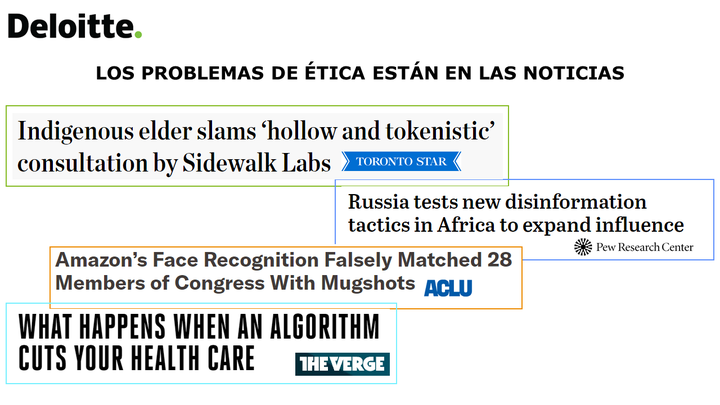 Deloitte.
LOS PROBLEMAS DE ÉTICA ESTÁN EN LAS NOTICIAS
Indigenous elder slams ‘hollow and tokenistic’
consultation by Sidewalk Labs TORONTO STAR
Russia tests new disinformation
tactics in Africa to expand influence
Pew Research Center
Amazon’s Face Recognition Falsely Matched 28
Members of Congress With Mugshots ACLU
WHAT HAPPENS WHEN AN ALGORITHM
CUTS YOUR HEALTH CARE THE VERGE